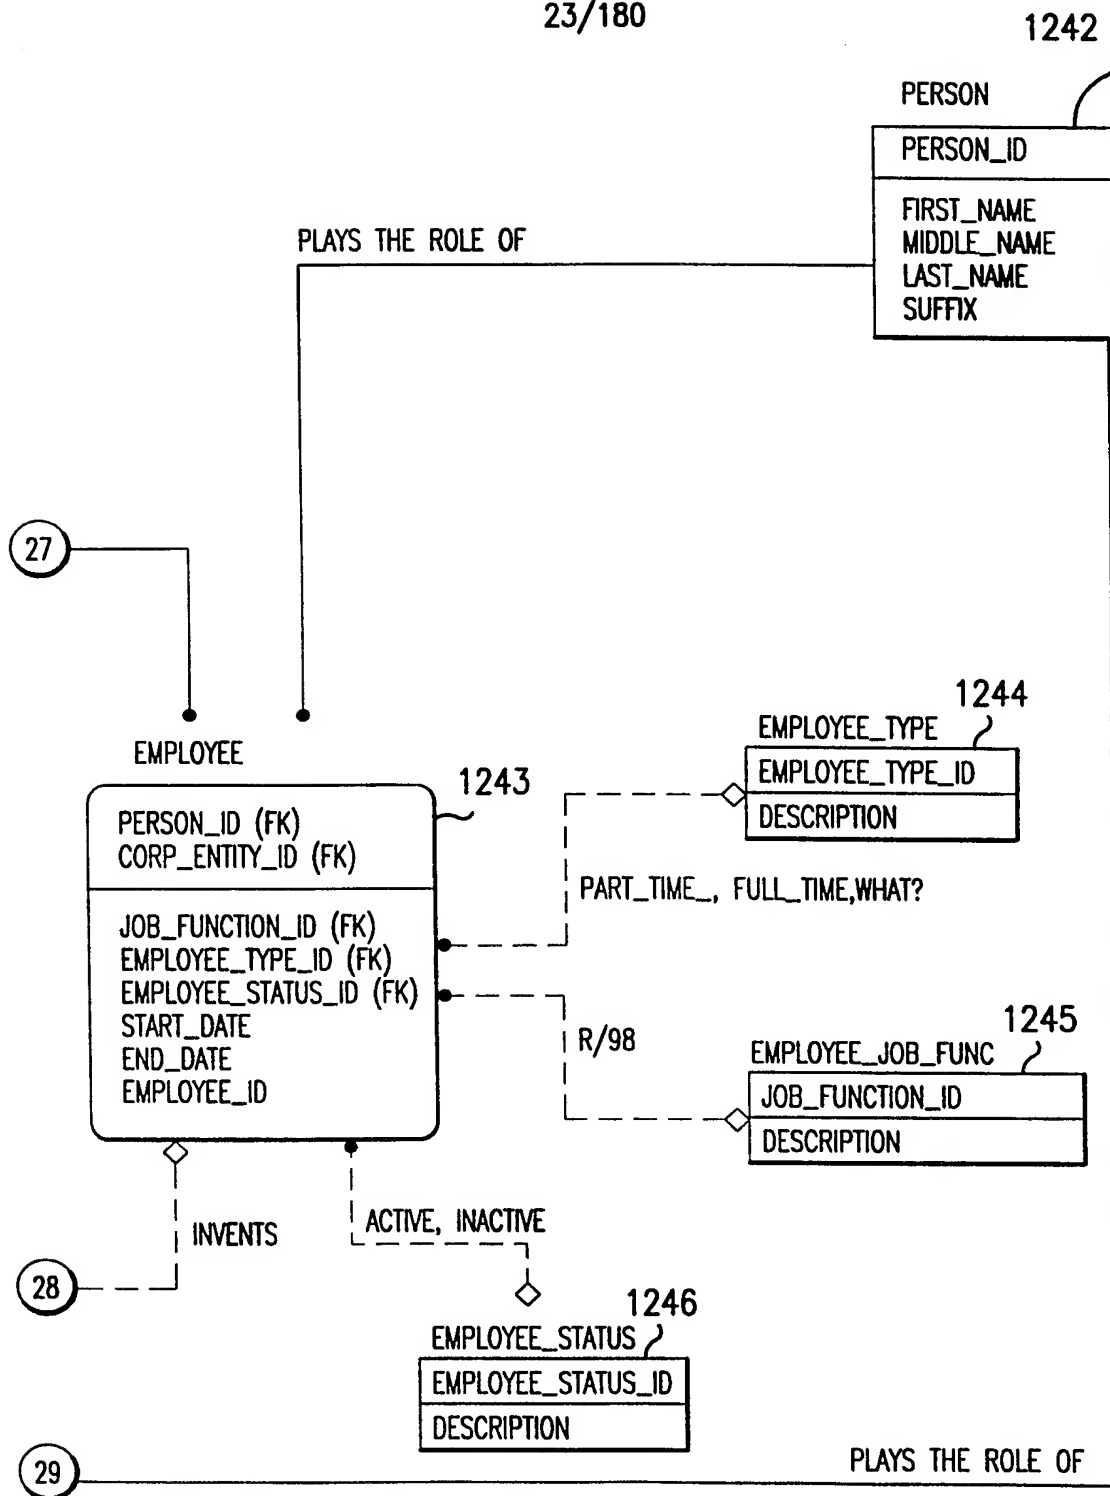 23/180
1242
PERSON
PERSON_ID
FIRST_NAME
MIDDLE_NAME
LAST_NAME
SUFFIX
PLAYS THE ROLE OF
27
EMPLOYEE
1243
PERSON_ID (FK)
CORP_ENTITY_ID (FK)
JOB_FUNCTION_ID (FK)
EMPLOYEE_TYPE_ID (FK)
EMPLOYEE_STATUS_ID (FK)
START_DATE
END_DATE
EMPLOYEE_ID
1244
EMPLOYEE_TYPE
EMPLOYEE_TYPE_ID
DESCRIPTION
PART_TIME_, FULL_TIME,WHAT?
R/98
1245
EMPLOYEE_JOB_FUNC
JOB_FUNCTION_ID
DESCRIPTION
INVENTS
ACTIVE, INACTIVE
28
1246
EMPLOYEE_STATUS
EMPLOYEE_STATUS_ID
DESCRIPTION
29
PLAYS THE ROLE OF